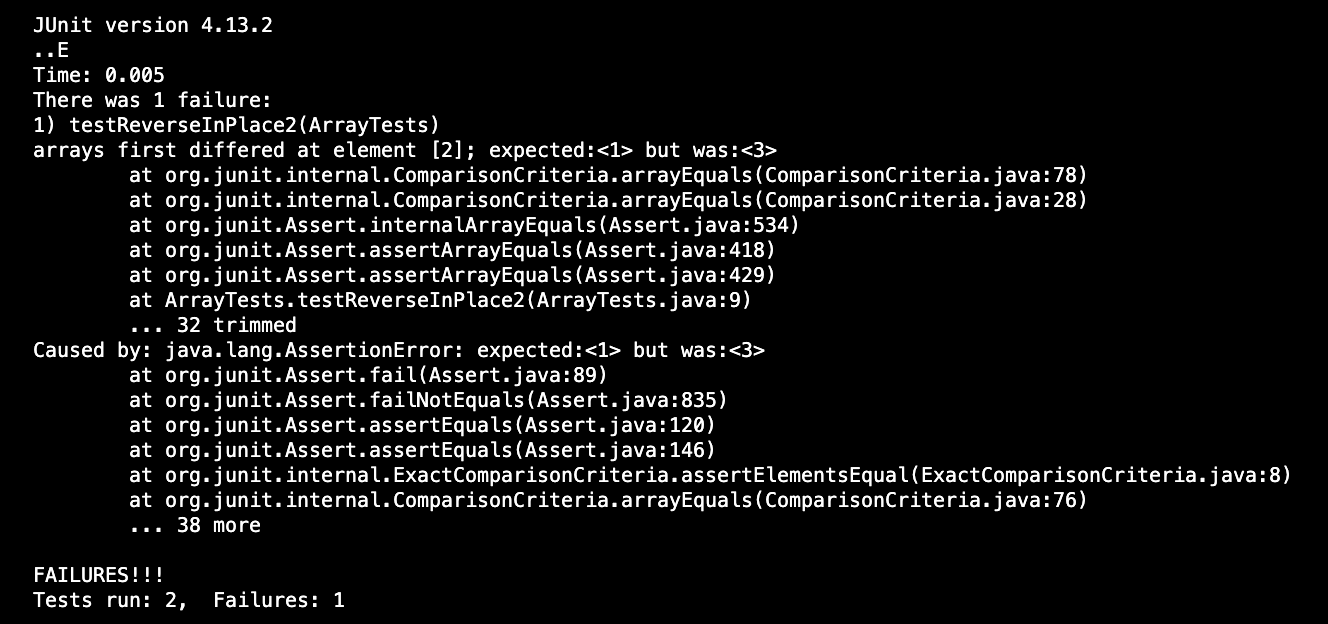 JUnit version 4.13.2
..E
Time: 0.005
There was 1 failure:
1) testReverseInPlace2(ArrayTests)
arrays first differed at element [2]; expected:<1> but was:<3>
        at org.junit.internal.ComparisonCriteria.arrayEquals(ComparisonCriteria.java:78)
        at org.junit.internal.ComparisonCriteria.arrayEquals(ComparisonCriteria.java:28)
        at org.junit.Assert.internalArrayEquals(Assert.java:534)
        at org.junit.Assert.assertArrayEquals(Assert.java:418)
        at org.junit.Assert.assertArrayEquals(Assert.java:429)
        at ArrayTests.testReverseInPlace2(ArrayTests.java:9)
        ... 32 trimmed
Caused by: java.lang.AssertionError: expected:<1> but was:<3>
        at org.junit.Assert.fail(Assert.java:89)
        at org.junit.Assert.failNotEquals(Assert.java:835)
        at org.junit.Assert.assertEquals(Assert.java:120)
        at org.junit.Assert.assertEquals(Assert.java:146)
        at org.junit.internal.ExactComparisonCriteria.assertElementsEqual(ExactComparisonCriteria.java:8)
        at org.junit.internal.ComparisonCriteria.arrayEquals(ComparisonCriteria.java:76)
        ... 38 more

FAILURES!!!
Tests run: 2,  Failures: 1